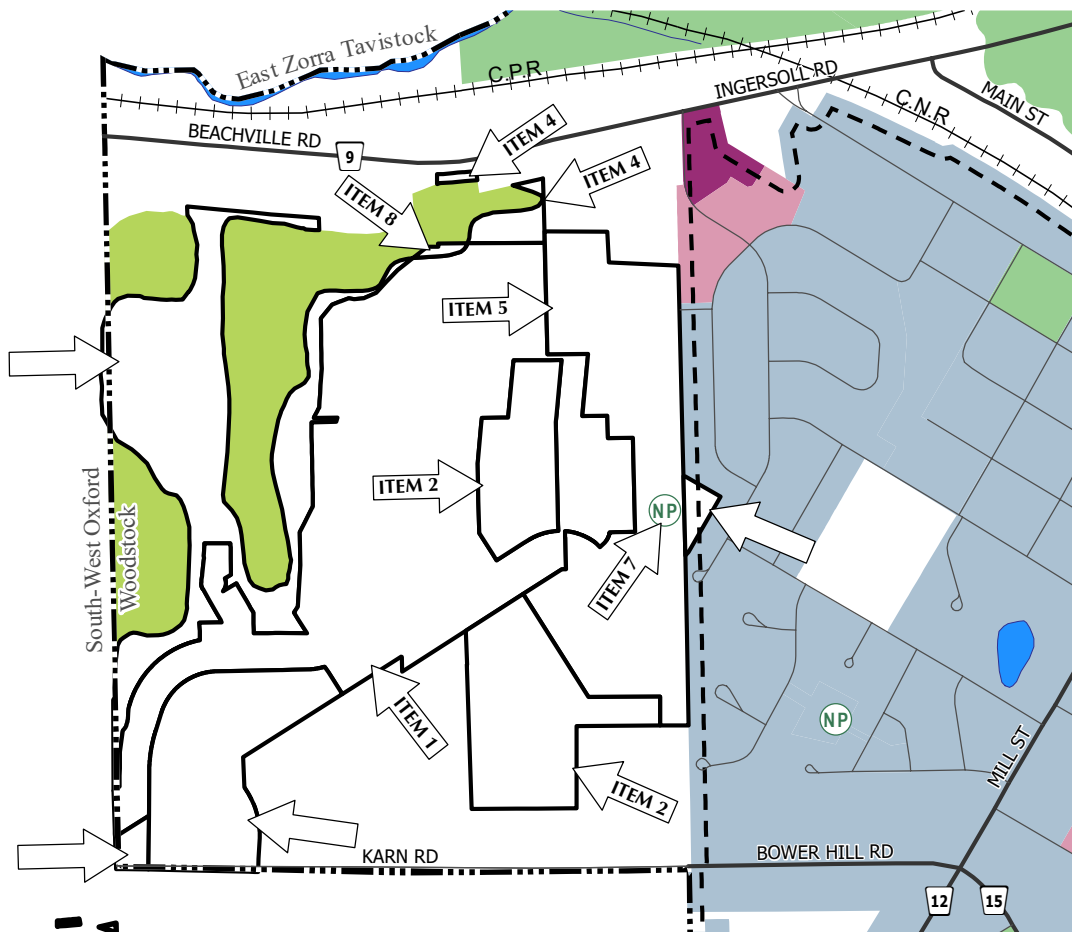 East Zorra Tavistock
C.P.R
INGERSOLL RD
MAIN ST
C.N.R
BEACHVILLE RD
9
ITEM 4
ITEM 4
ITEM 8
ITEM 5
ITEM 2
NP
ITEM 7
South-West Oxford
Woodstock
ITEM 1
NP
ITEM 2
MILL ST
KARN RD
BOWER HILL RD
12
15